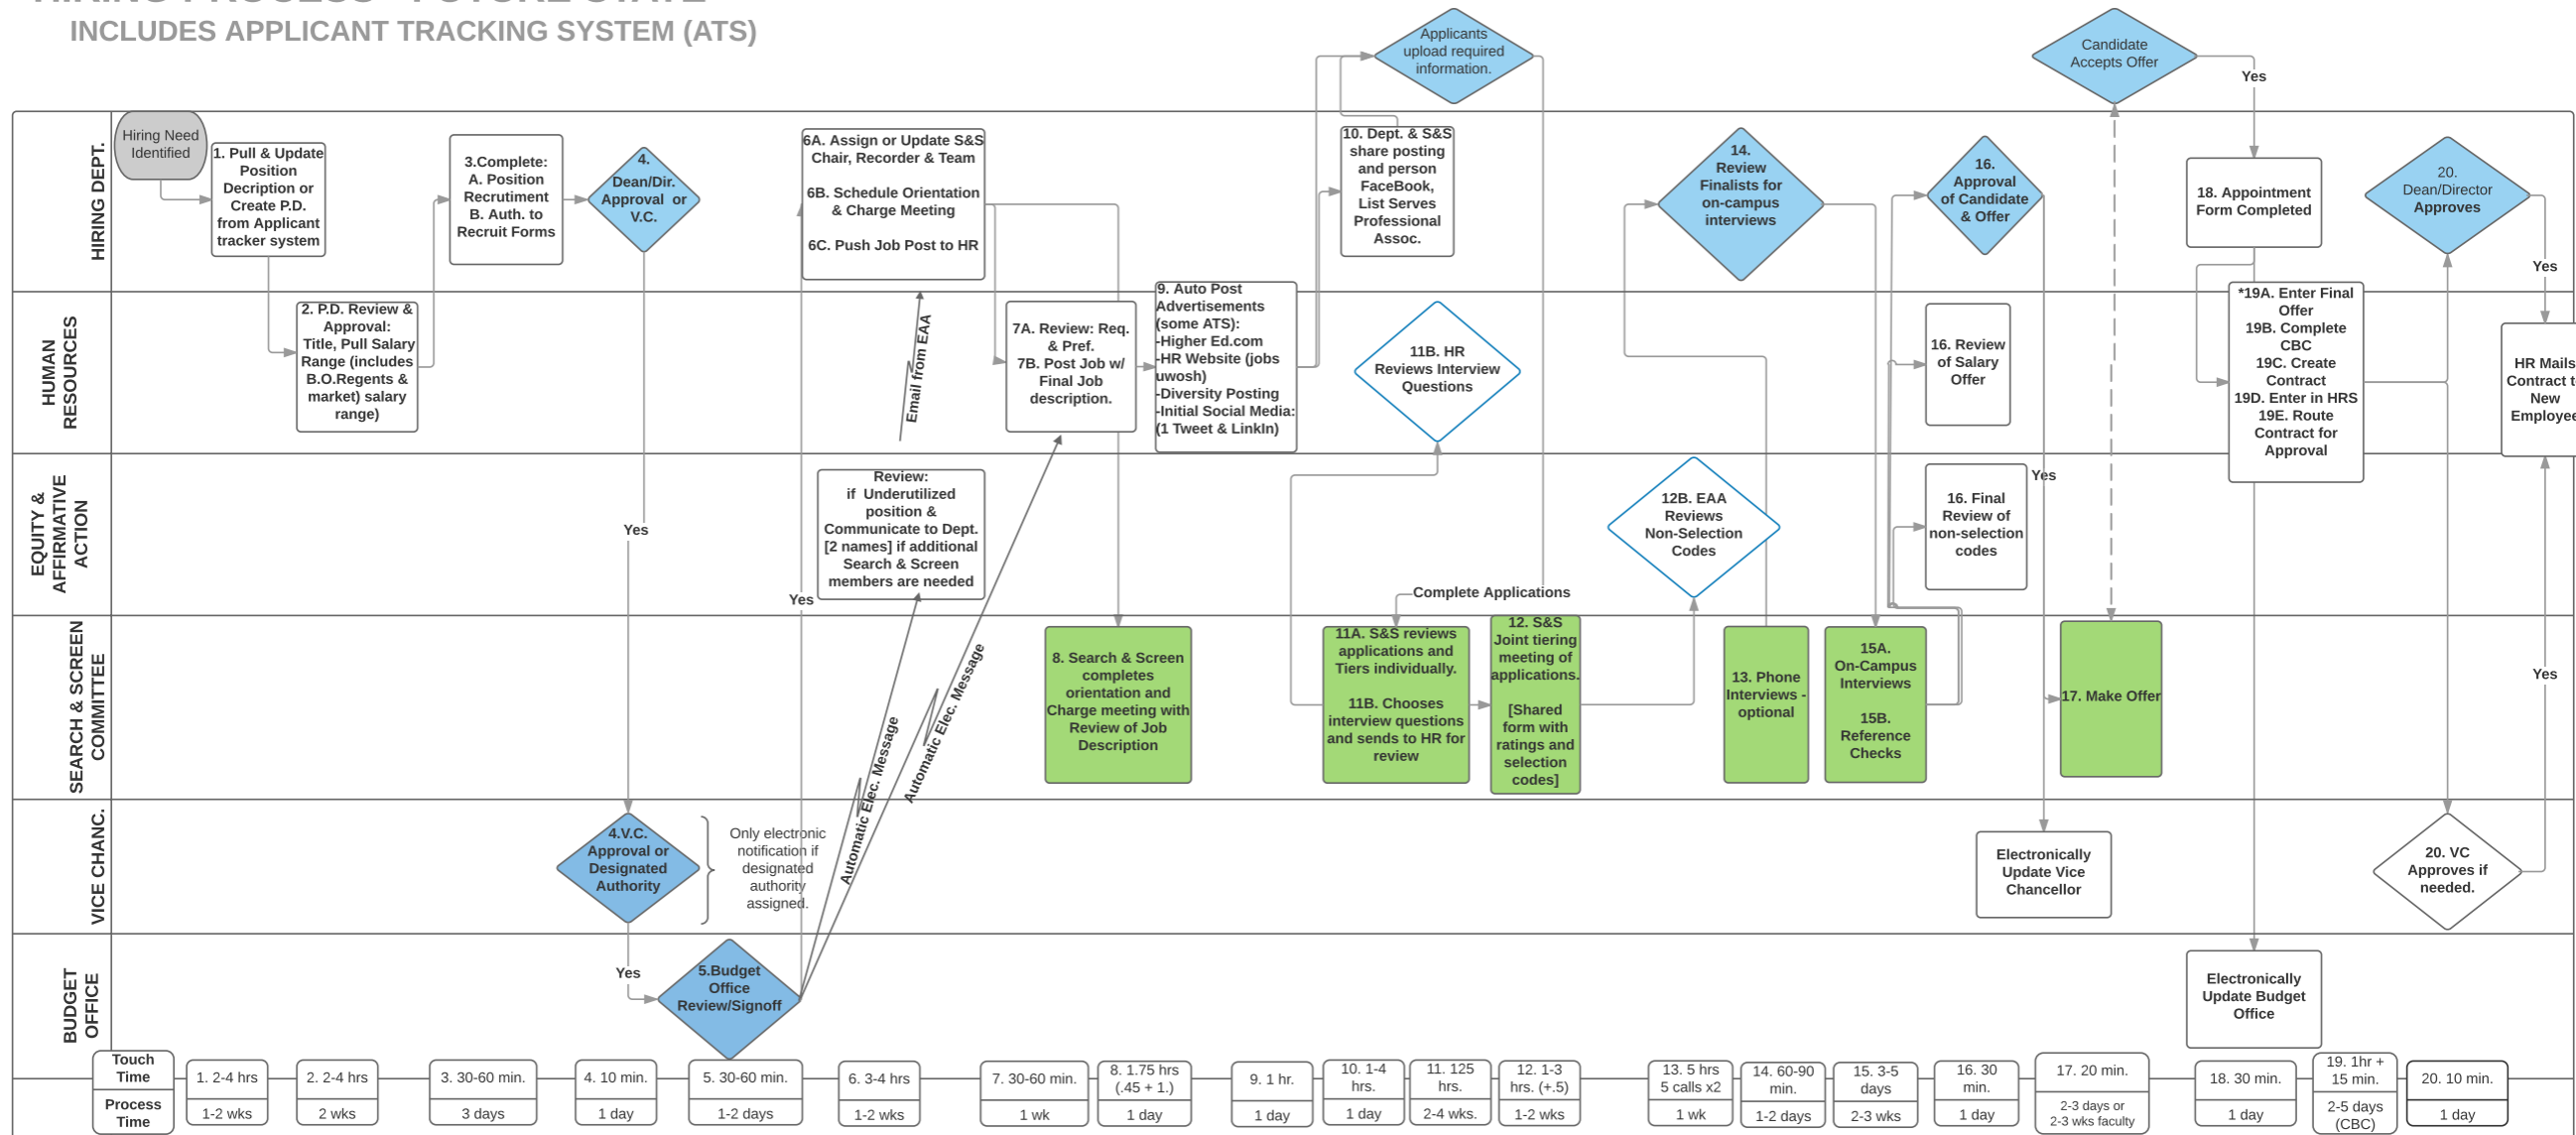 HIRING PROCESS - FUTURE STATE
INCLUDES APPLICANT TRACKING SYSTEM (ATS)
Applicants
upload required
information.
Candidate
Accepts Offer
Yes
HIRING DEPT.
Hiring Need
Identified
1. Pull & Update
Position
Decription or
Create P.D.
from Applicant
tracker system
3.Complete:
A. Position
Recrutiment
B. Auth. to
Recruit Forms
4.
Dean/Dir.
Approval or
V.C.
6A. Assign or Update S&S
Chair, Recorder & Team
6B. Schedule Orientation
& Charge Meeting
6C. Push Job Post to HR
10. Dept. & S&S
share posting
and person
FaceBook,
List Serves
Professional
Assoc.
14.
Review
Finalists for
on-campus
interviews
16.
Approval
of Candidate
& Offer
18. Appointment
Form Completed
20.
Dean/Director
Approves
Yes
HUMAN
RESOURCES
2. P.D. Review &
Approval:
Title, Pull Salary
Range (includes
B.O.Regents &
market) salary
range)
Email from EAA
7A. Review: Req.
& Pref.
7B. Post Job w/
Final Job
description.
9. Auto Post
Advertisements
(some ATS):
-Higher Ed.com
-HR Website (jobs
uwosh)
-Diversity Posting
-Initial Social Media:
(1 Tweet & LinkIn)
11B. HR
Reviews Interview
Questions
16. Review
of Salary
Offer
*19A. Enter Final
Offer
19B. Complete
CBC
19C. Create
Contract
19D. Enter in HRS
19E. Route
Contract for
Approval
HR Mails
Contract t
New
Employee
EQUITY &
AFFIRMATIVE
ACTION
Yes
Yes
Review:
if Underutilized
position &
Communicate to Dept.
[2 names] if additional
Search & Screen
members are needed
Complete Applications
12B. EAA
Reviews
Non-Selection
Codes
16. Final
Review of
non-selection
codes
Yes
SEARCH & SCREEN
COMMITTEE
Automatic Elec. Message
Automatic Elec. Message
8. Search & Screen
completes
orientation and
Charge meeting with
Review of Job
Description
11A. S&S reviews
applications and
Tiers individually.
11B. Chooses
interview questions
and sends to HR for
review
12. S&S
Joint tiering
meeting of
applications.
[Shared
form with
ratings and
selection
codes]
13. Phone
Interviews -
optional
15A.
On-Campus
Interviews
15B.
Reference
Checks
17. Make Offer
Yes
VICE CHANC.
4.V.C.
Approval or
Designated
Authority
Only electronic
notification if
designated
authority
assigned.
Electronically
Update Vice
Chancellor
20. VC
Approves if
needed.
BUDGET
OFFICE
Yes
5.Budget
Office
Review/Signoff
Electronically
Update Budget
Office
Touch
Time
Process
Time
1. 2-4 hrs
1-2 wks
2. 2-4 hrs
2 wks
3. 30-60 min.
3 days
4. 10 min.
1 day
5. 30-60 min.
1-2 days
6. 3-4 hrs
1-2 wks
7. 30-60 min.
1 wk
8. 1.75 hrs
(.45 + 1.)
1 day
9. 1 hr.
1 day
10. 1-4
hrs.
1 day
11. 125
hrs.
2-4 wks.
12. 1-3
hrs. (+.5)
1-2 wks
13. 5 hrs
5 calls x2
1 wk
14. 60-90
min.
1-2 days
15. 3-5
days
2-3 wks
16. 30
min.
1 day
17. 20 min.
2-3 days or
2-3 wks faculty
18. 30 min.
1 day
19. 1hr +
15 min.
2-5 days
(CBC)
20. 10 min.
1 day